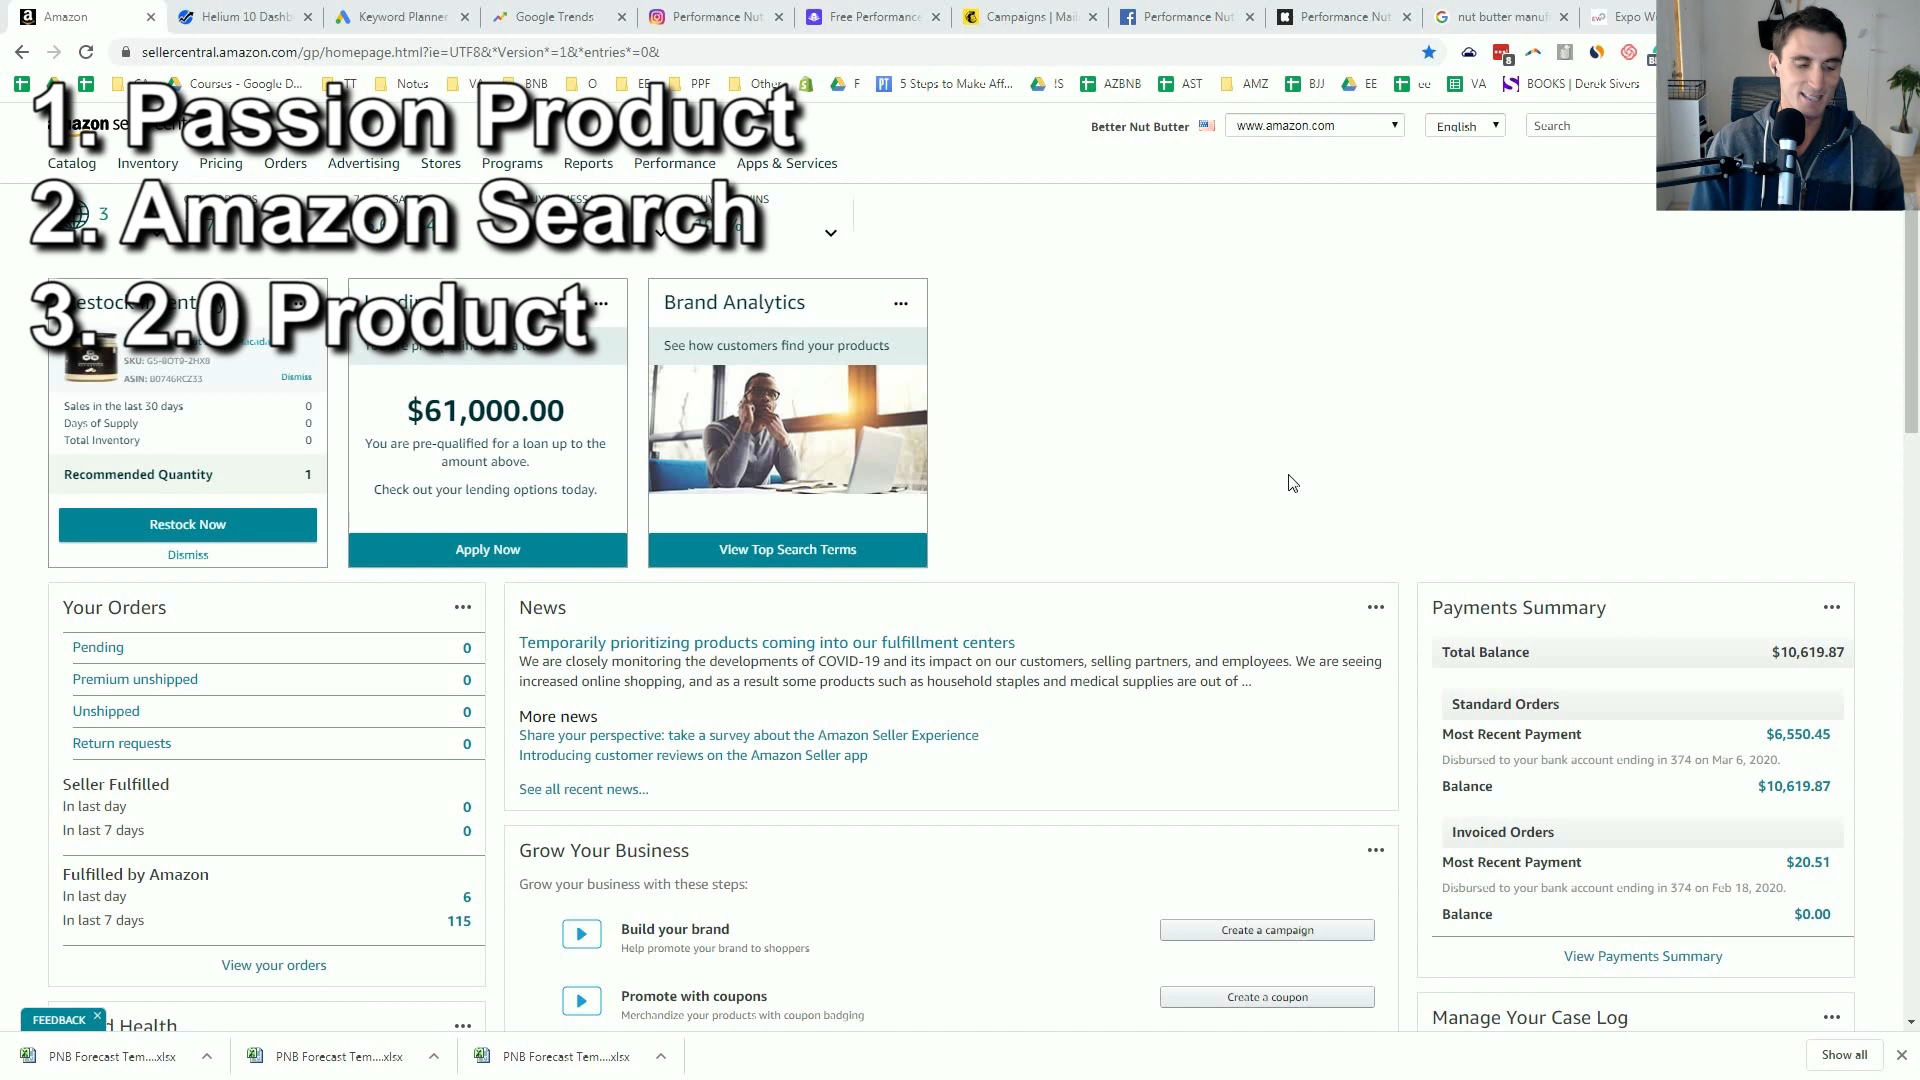 Amazon
Helium 10 Dashb
Keyword Planner
Google Trends
Performance Nut
Free Performance
Campaigns | Mail
Performance Nut
Performance Nut
nut butter manuf
Expo W
sellercentral.amazon.com/gp/homepage.html?ie=UTF8&*Version*=1&*entries*=0&
8
Courses - Google D...
TT
Notes
VA
BNB
O
EE
PPF
Other
F
5 Steps to Make Aff...
!S
AZBNB
AST
AMZ
BJJ
EE
ee
VA
BOOKS | Derek Sivers
1. Passion Product
2. Amazon Search
3. 2.0 Product
Better Nut Butter
www.amazon.com
English
Search
Catalog
Inventory
Pricing
Orders
Advertising
Stores
Programs
Reports
Performance
Apps & Services
3
SKU: G5-8OT9-2HX8
ASIN: B0746RCZ33
Dismiss
Sales in the last 30 days 0
Days of Supply 0
Total Inventory 0
Recommended Quantity 1
Restock Now
Dismiss
$61,000.00
You are pre-qualified for a loan up to the
amount above.
Check out your lending options today.
Apply Now
Brand Analytics
See how customers find your products
View Top Search Terms
Your Orders
Pending 0
Premium unshipped 0
Unshipped 0
Return requests 0
Seller Fulfilled
In last day 0
In last 7 days 0
Fulfilled by Amazon
In last day 6
In last 7 days 115
View your orders
News
Temporarily prioritizing products coming into our fulfillment centers
We are closely monitoring the developments of COVID-19 and its impact on our customers, selling partners, and employees. We are seeing
increased online shopping, and as a result some products such as household staples and medical supplies are out of ...
More news
Share your perspective: take a survey about the Amazon Seller Experience
Introducing customer reviews on the Amazon Seller app
See all recent news...
Grow Your Business
Grow your business with these steps:
Build your brand
Help promote your brand to shoppers
Create a campaign
Promote with coupons
Merchandize your products with coupon badging
Create a coupon
Payments Summary
Total Balance $10,619.87
Standard Orders
Most Recent Payment $6,550.45
Disbursed to your bank account ending in 374 on Mar 6, 2020.
Balance $10,619.87
Invoiced Orders
Most Recent Payment $20.51
Disbursed to your bank account ending in 374 on Feb 18, 2020.
Balance $0.00
View Payments Summary
Manage Your Case Log
FEEDBACK
Health
PNB Forecast Tem....xlsx
PNB Forecast Tem....xlsx
PNB Forecast Tem....xlsx
Show all